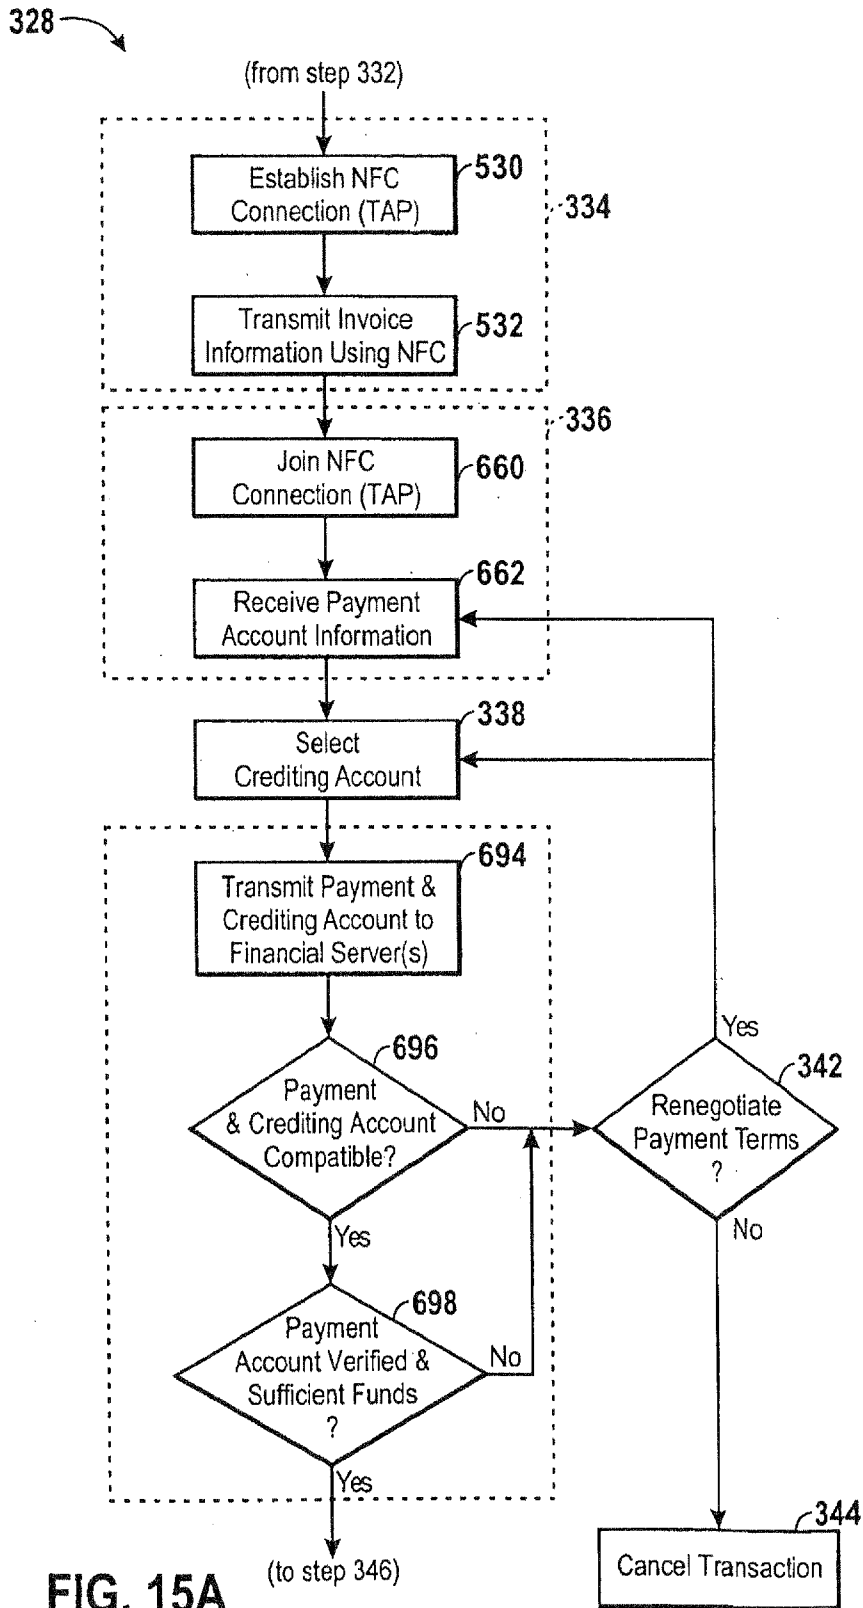 328
(from step 332)
530
Establish NFC
Connection (TAP)
334
Transmit Invoice
Information Using NFC
532
336
Join NFC
Connection (TAP)
660
662
Receive Payment
Account Information
338
Select
Crediting Account
694
Transmit Payment &
Crediting Account to
Financial Server(s)
Yes
696
342
Payment
& Crediting Account
Compatible?
No
Renegotiate
Payment Terms
?
Yes
No
698
Payment
Account Verified &
Sufficient Funds
?
No
Yes
344
(to step 346)
Cancel Transaction
FIG. 15A